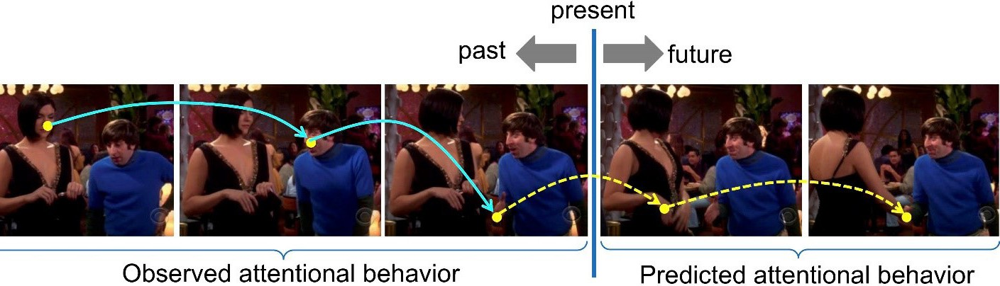 present
past
future
Observed attentional behavior
Predicted attentional behavior